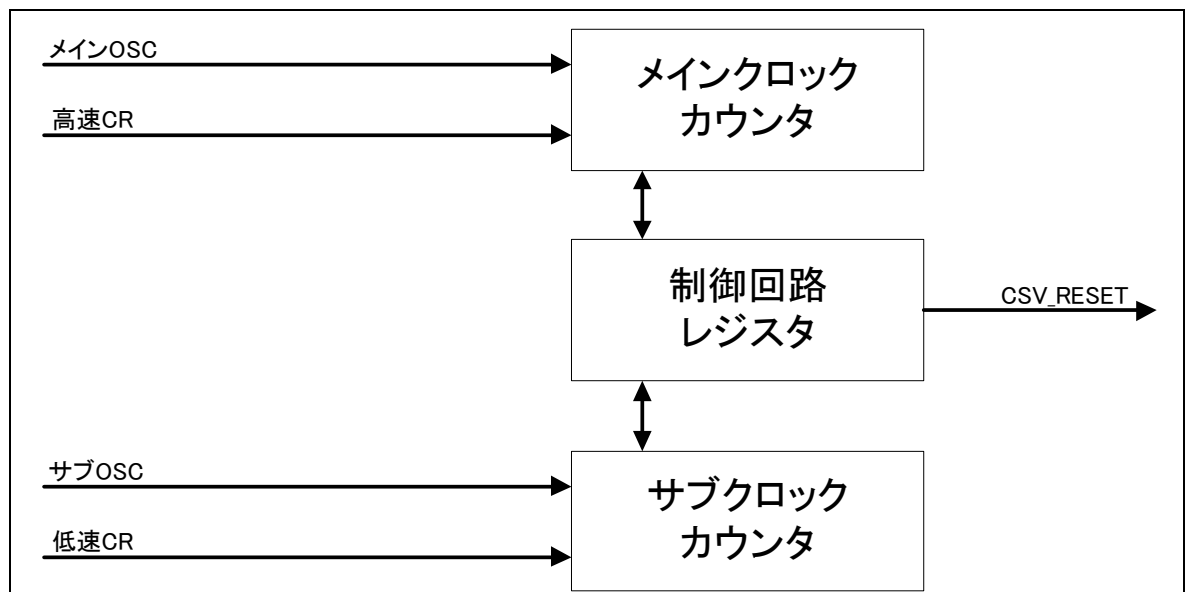 メインOSC
高速CR
メインクロック
カウンタ
制御回路
レジスタ
CSV_RESET
サブOSC
低速CR
サブクロック
カウンタ